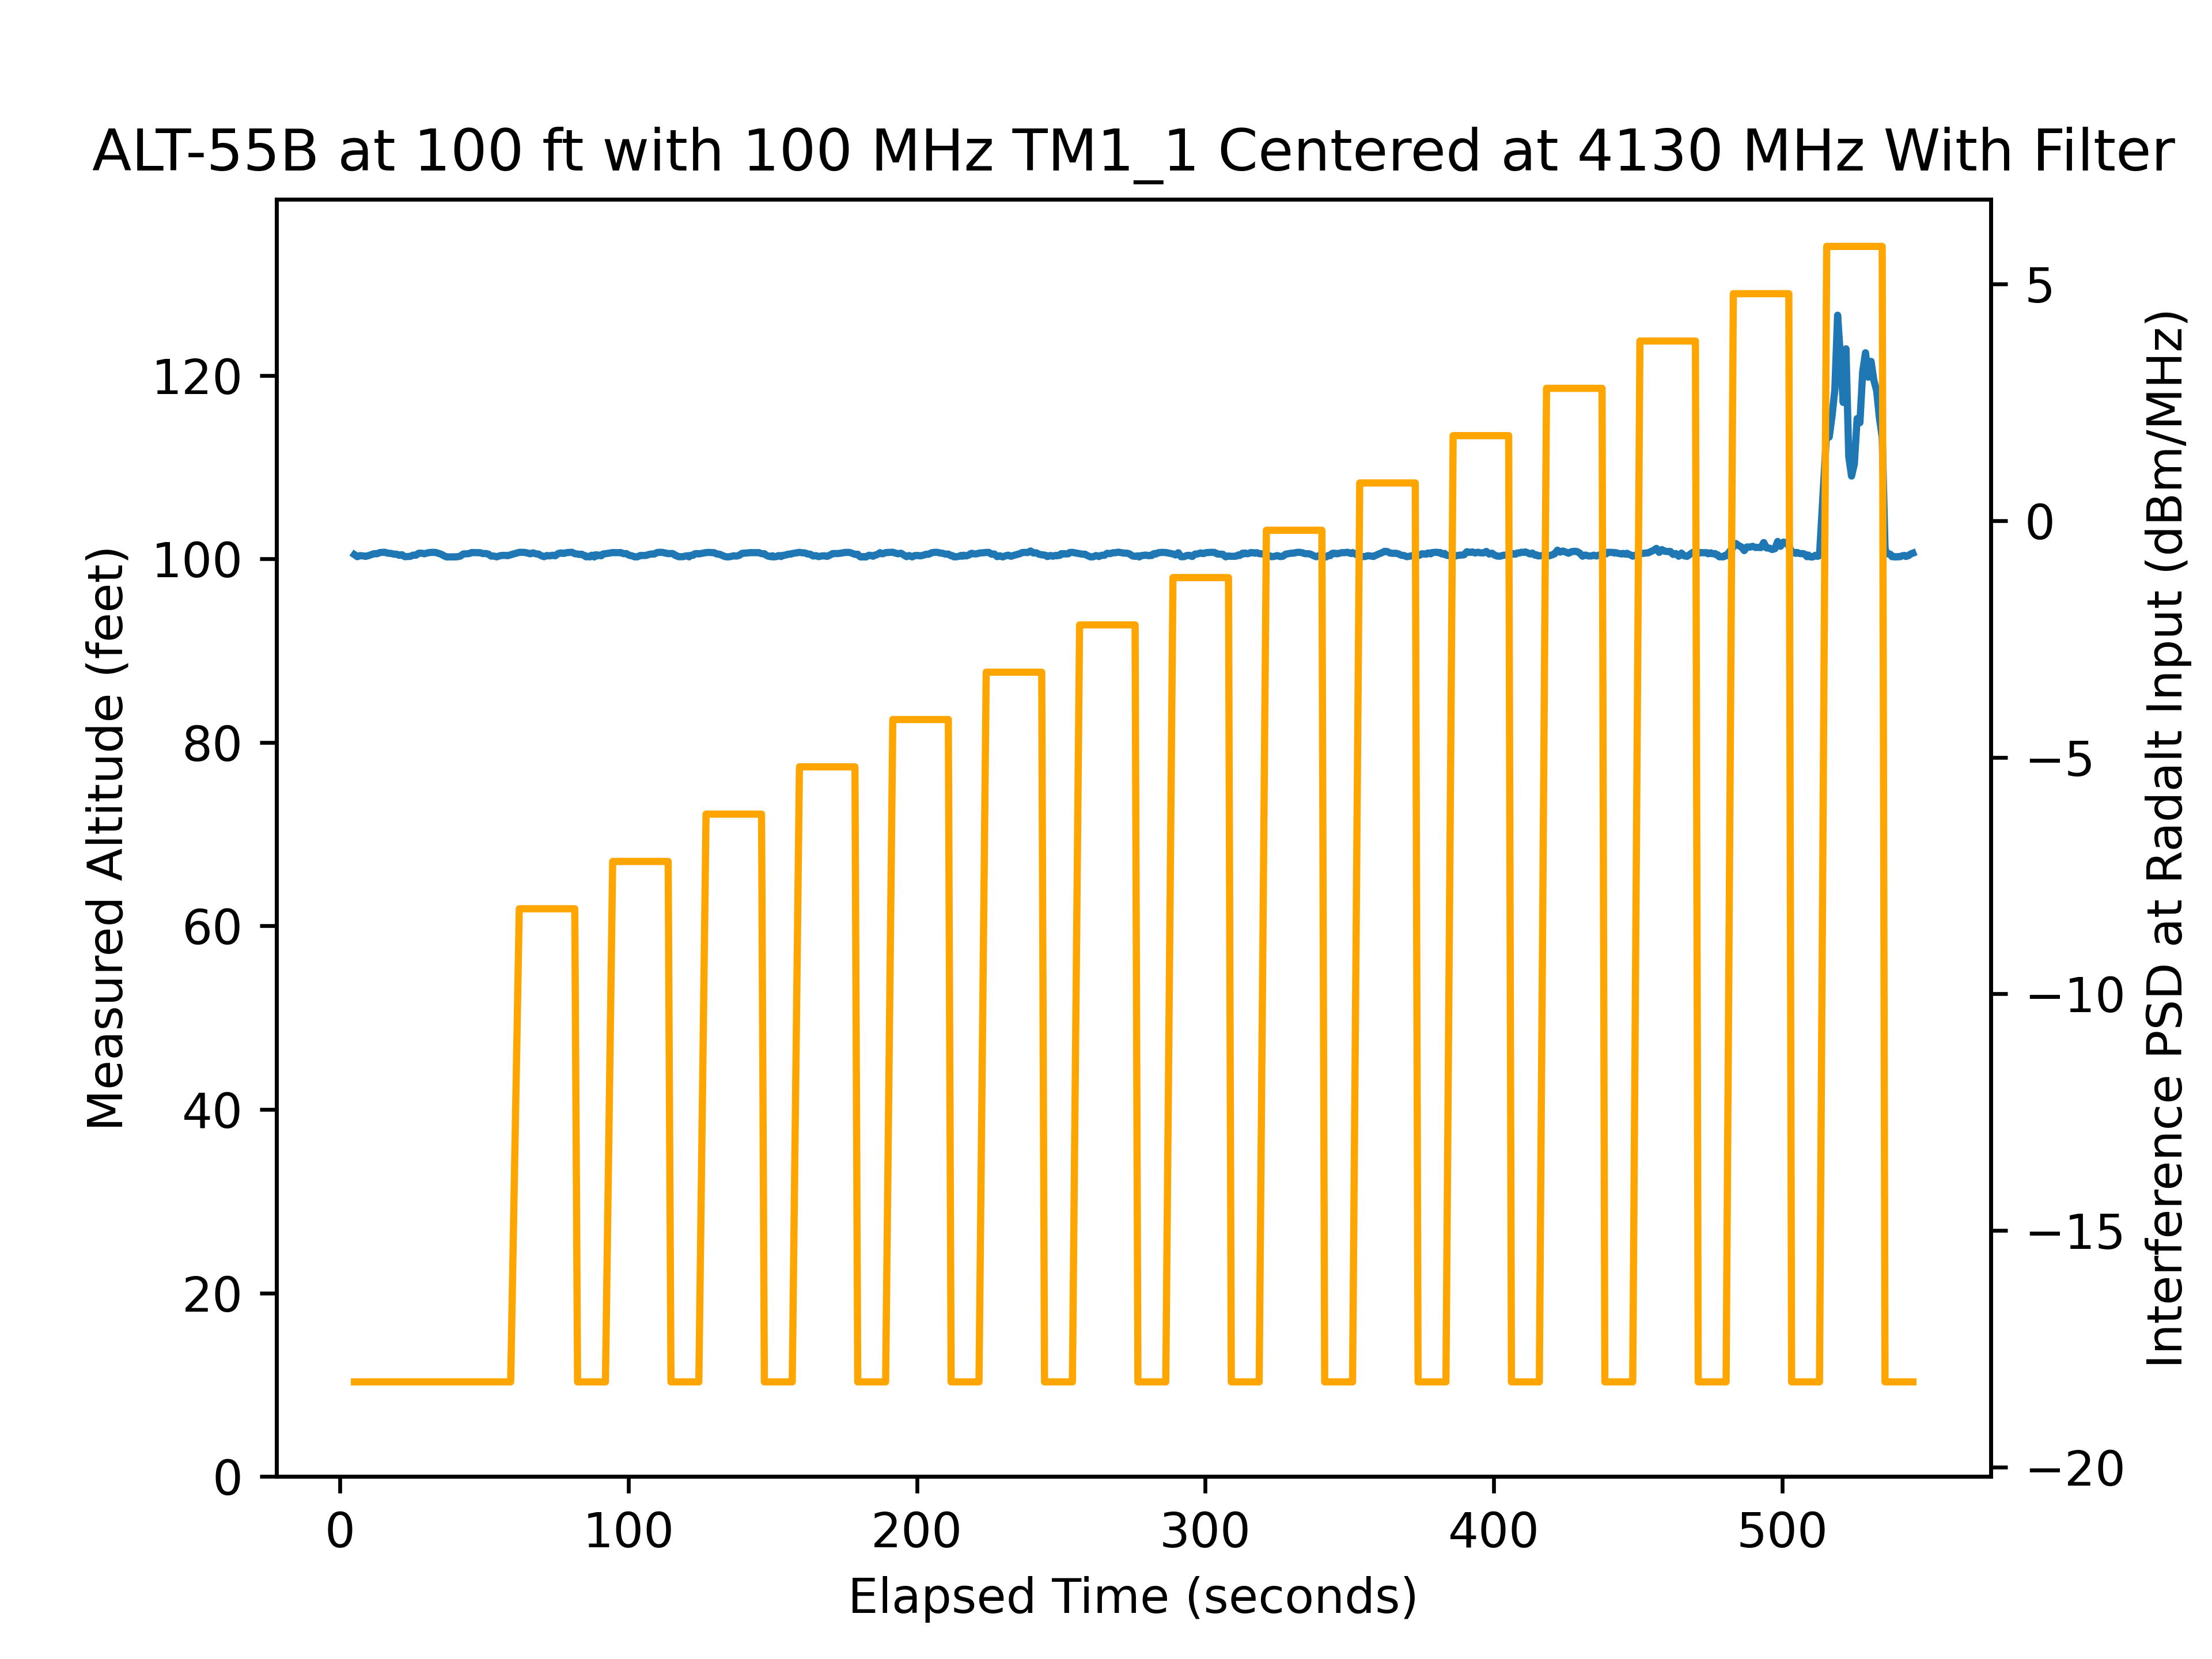 ALT-55B at 100 ft with 100 MHz TM1_1 Centered at 4130 MHz With Filter
Measured Altitude (feet)
120
100
80
60
40
20
0
5
0
−5
−10
−15
−20
Interference PSD at Radalt Input (dBm/MHz)
0 100 200 300 400 500
Elapsed Time (seconds)